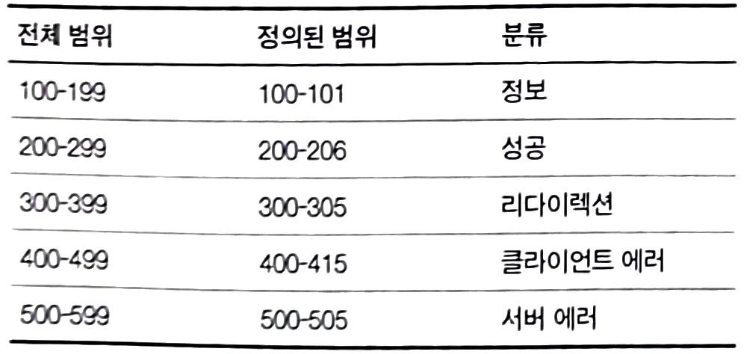 전체 범위 정의된 범위 분류
100-199 100-101 정보
200-299 200-206 성공
300-399 300-305 리다이렉션
400-499 400-415 클라이언트 에러
500-599 500-505 서버 에러